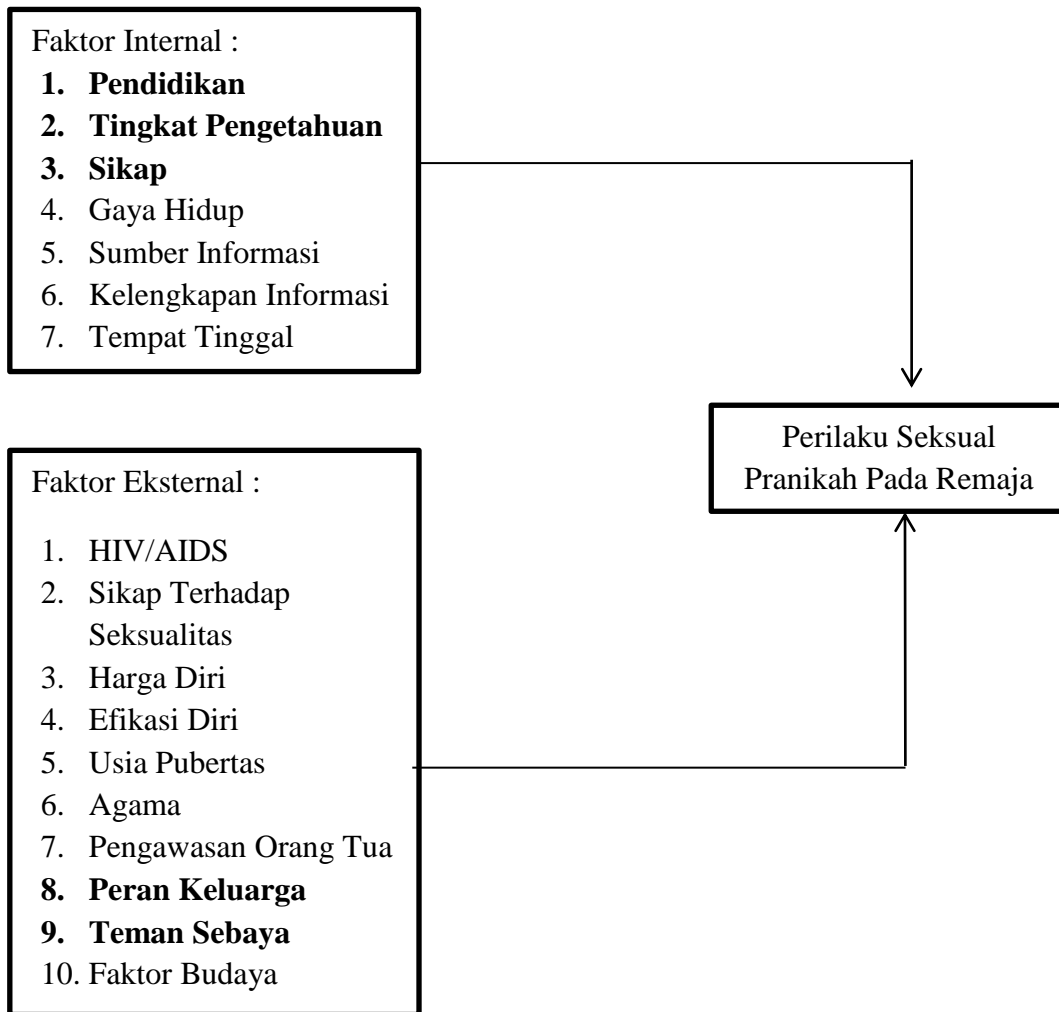 Faktor Internal :
1. Pendidikan
2. Tingkat Pengetahuan
3. Sikap
4. Gaya Hidup
5. Sumber Informasi
6. Kelengkapan Informasi
7. Tempat Tinggal
Perilaku Seksual
Pranikah Pada Remaja
Faktor Eksternal :
1. HIV/AIDS
2. Sikap Terhadap
Seksualitas
3. Harga Diri
4. Efikasi Diri
5. Usia Pubertas
6. Agama
7. Pengawasan Orang Tua
8. Peran Keluarga
9. Teman Sebaya
10. Faktor Budaya